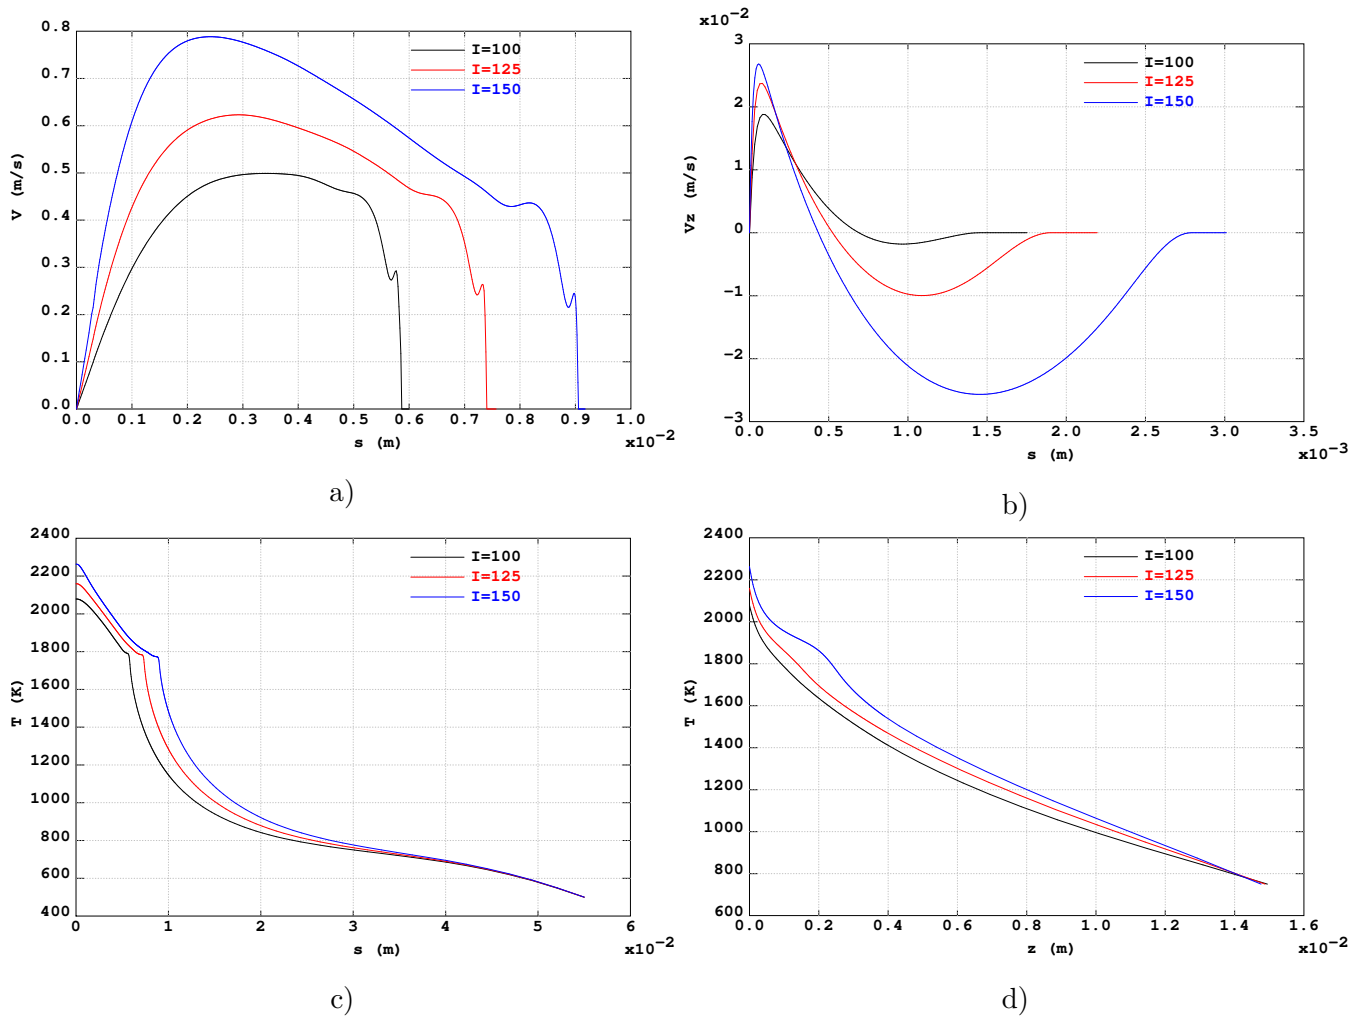 0.8
0.7
0.6
0.5
0.4
0.3
0.2
0.1
0.0
V (m/s)
I=100
I=125
I=150
0.0 0.1 0.2 0.3 0.4 0.5 0.6 0.7 0.8 0.9 1.0
x10-2
s (m)
a)
x10-2
3
2
1
0
-1
-2
-3
Vz (m/s)
I=100
I=125
I=150
0.0 0.5 1.0 1.5 2.0 2.5 3.0 3.5
x10-3
s (m)
b)
2400
2200
2000
1800
1600
1400
1200
1000
800
600
400
T (K)
I=100
I=125
I=150
0 1 2 3 4 5 6
x10-2
s (m)
c)
2400
2200
2000
1800
1600
1400
1200
1000
800
600
T (K)
I=100
I=125
I=150
0.0 0.2 0.4 0.6 0.8 1.0 1.2 1.4 1.6
x10-2
z (m)
d)